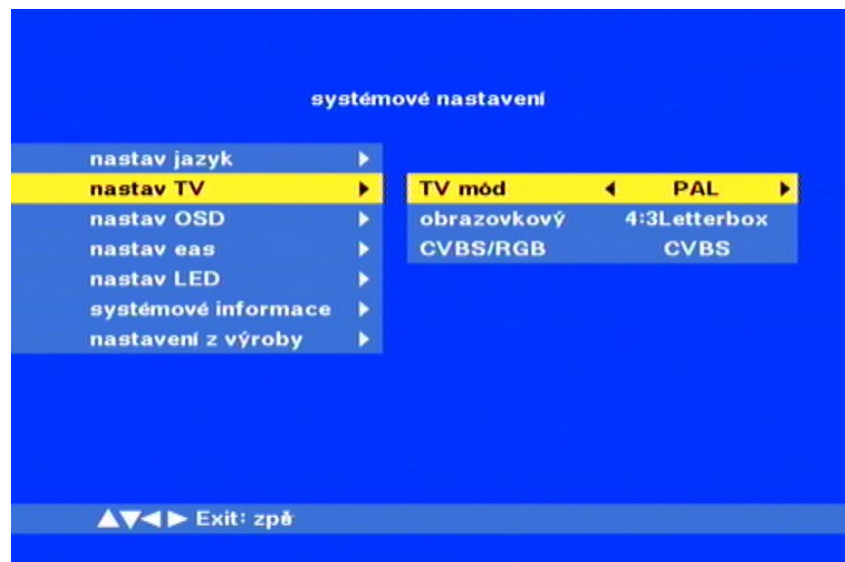 systémové nastavení
nastav jazyk
nastav TV
nastav OSD
nastav eas
nastav LED
systémové informace
nastavení z výroby
TV mód PAL
obrazovkový 4:3Letterbox
CVBS/RGB CVBS
Exit: zpě